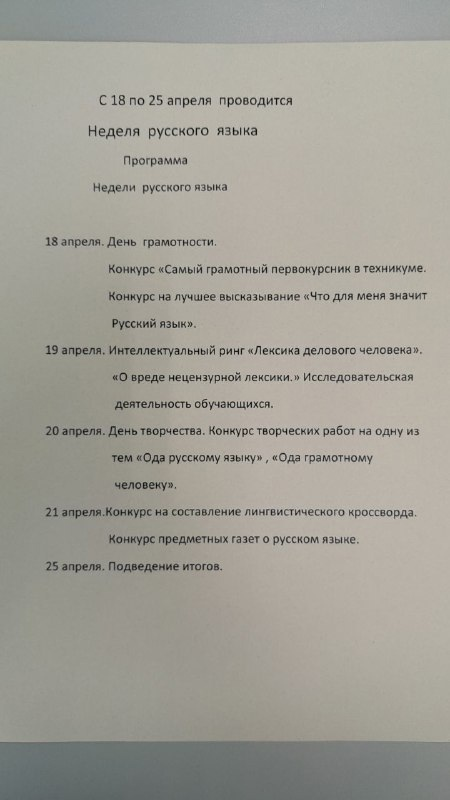 С 18 по 25 апреля проводится
Неделя русского языка
Программа
Недели русского языка
18 апреля. День грамотности.
Конкурс «Самый грамотный первокурсник в техникуме.
Конкурс на лучшее высказывание «Что для меня значит
Русский язык».
19 апреля. Интеллектуальный ринг «Лексика делового человека».
«О вреде нецензурной лексики.» Исследовательская
деятельность обучающихся.
20 апреля. День творчества. Конкурс творческих работ на одну из
тем «Ода русскому языку» , «Ода грамотному
человеку».
21 апреля.Конкурс на составление лингвистического кроссворда.
Конкурс предметных газет о русском языке.
25 апреля. Подведение итогов.